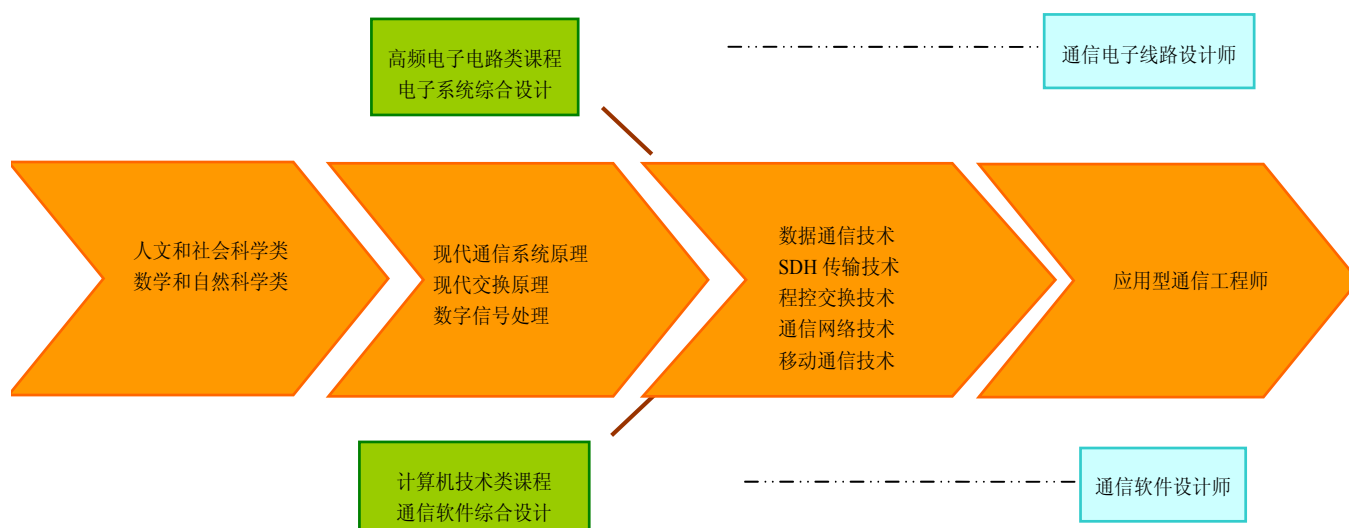 高频电子电路类课程
电子系统综合设计
通信电子线路设计师
人文和社会科学类
数学和自然科学类
现代通信系统原理
现代交换原理
数字信号处理
数据通信技术
SDH 传输技术
程控交换技术
通信网络技术
移动通信技术
应用型通信工程师
计算机技术类课程
通信软件综合设计
通信软件设计师